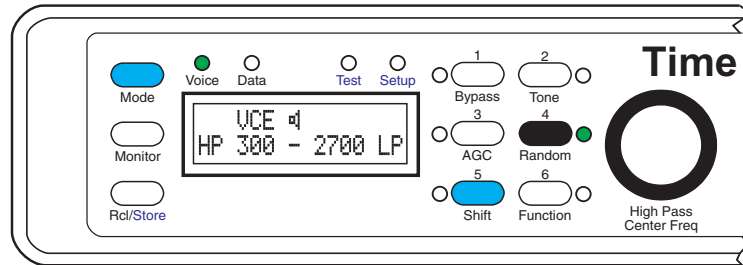 Time
Voice Data Test Setup
Mode
VCE
HP 300 - 2700 LP
Monitor
Rcl/Store
1 2
Bypass Tone
3 4
AGC Random
5 6
Shift Function
High Pass
Center Freq